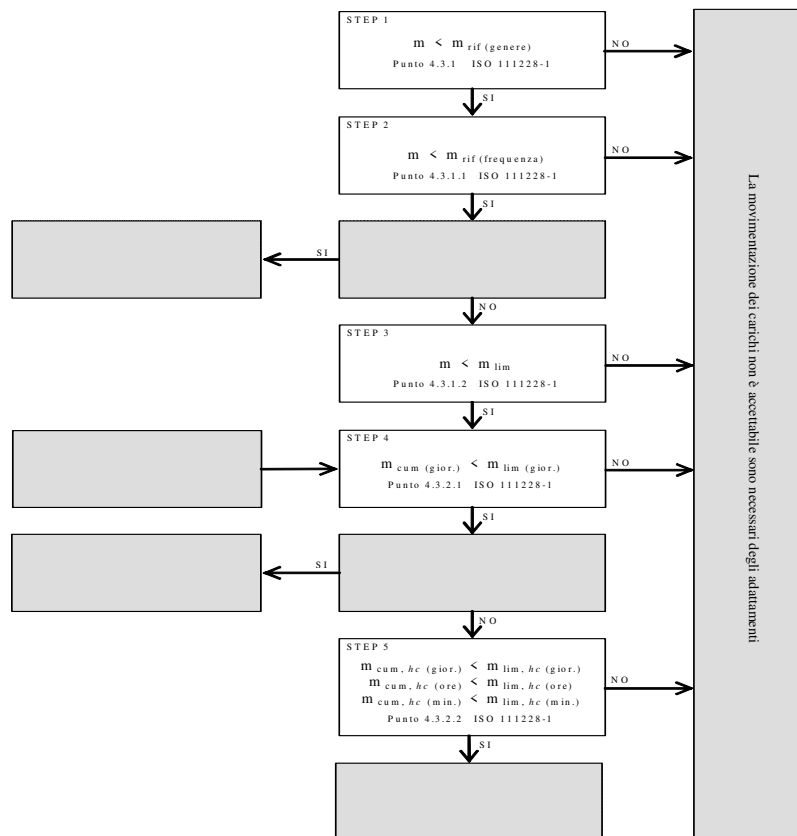 STEP 1
m < m rif (genere)
Punto 4.3.1 ISO 111228-1
NO
SI
STEP 2
m < m rif (frequenza)
Punto 4.3.1.1 ISO 111228-1
NO
SI
SI
NO
STEP 3
m < m lim
Punto 4.3.1.2 ISO 111228-1
NO
SI
STEP 4
m cum (gior.) < m lim (gior.)
Punto 4.3.2.1 ISO 111228-1
NO
SI
SI
NO
STEP 5
m cum, hc (gior.) < m lim, hc (gior.)
m cum, hc (ore) < m lim, hc (ore)
m cum, hc (min.) < m lim, hc (min.)
Punto 4.3.2.2 ISO 111228-1
NO
SI
La movimentazione dei carichi non è accettabile sono necessari degli adattamenti